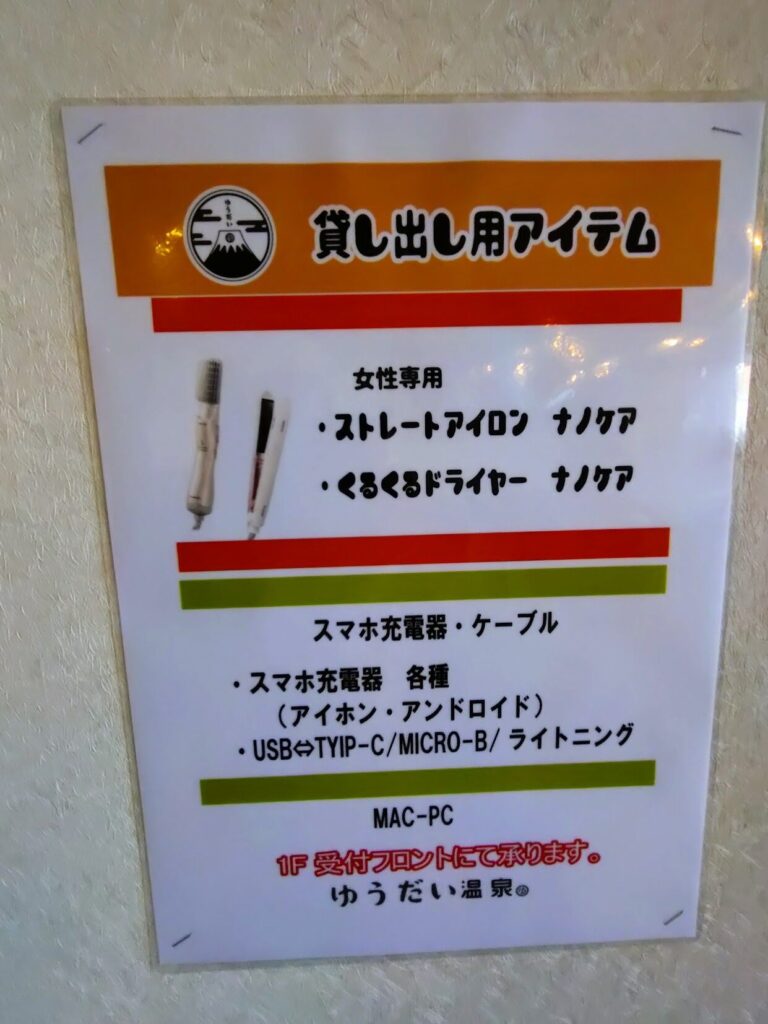 ゆうだい
貸し出し用アイテム
女性専用
・ストレートアイロン　ナノケア
・くるくるドライヤー　ナノケア
スマホ充電器・ケーブル
・スマホ充電器　各種
（アイホン・アンドロイド）
・USB⇔TYIP-C/MICRO-B/ ライトニング
MAC-PC
1F 受付フロントにて承ります。
ゆうだい温泉